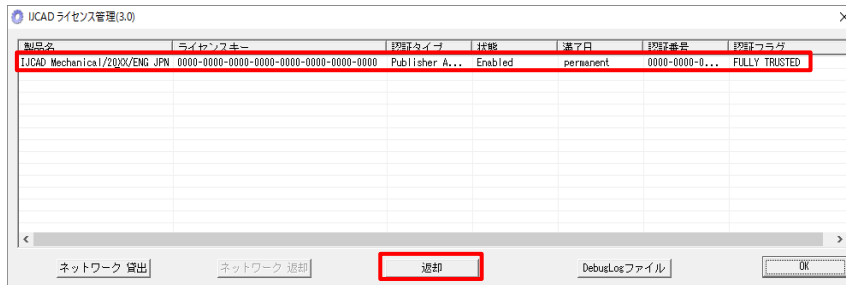 IJCAD ライセンス管理(3.0)
製品名 ライセンスキー 認証タイプ 状態 満了日 認証番号 認証フラグ
IJCAD Mechanical/20XX/ENG JPN 0000-0000-0000-0000-0000-0000-0000 Publisher A... Enabled permanent 0000-0000-0... FULLY TRUSTED
ネットワーク 貸出 ネットワーク 返却 返却 DebugLogファイル OK